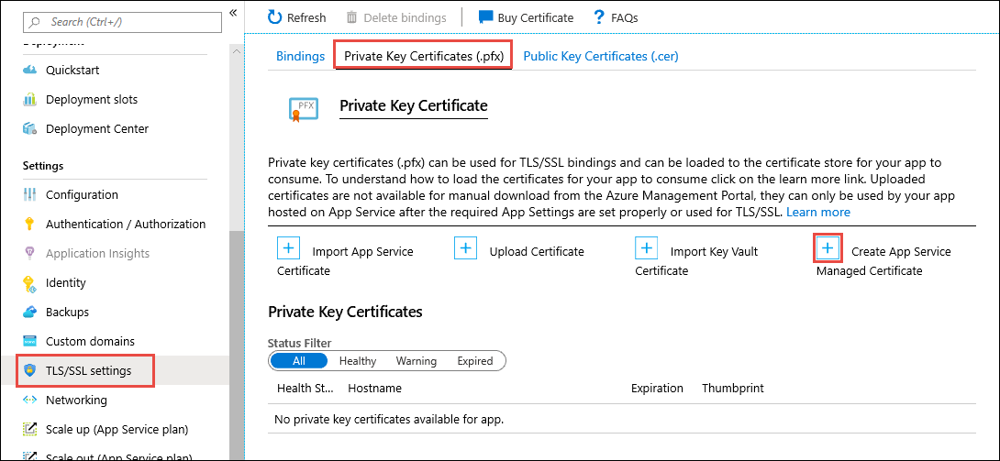 Search (Ctrl+/)
«
Deployment
Quickstart
Deployment slots
Deployment Center
Settings
Configuration
Authentication / Authorization
Application Insights
Identity
Backups
Custom domains
TLS/SSL settings
Networking
Scale up (App Service plan)
Scale out (App Service plan)
Refresh
Delete bindings
Buy Certificate
? FAQs
Bindings
Private Key Certificates (.pfx)
Public Key Certificates (.cer)
PFX
Private Key Certificate
Private key certificates (.pfx) can be used for TLS/SSL bindings and can be loaded to the certificate store for your app to
consume. To understand how to load the certificates for your app to consume click on the learn more link. Uploaded
certificates are not available for manual download from the Azure Management Portal, they can only be used by your app
hosted on App Service after the required App Settings are set properly or used for TLS/SSL. Learn more
Import App Service
Certificate
Upload Certificate
Import Key Vault
Certificate
Create App Service
Managed Certificate
Private Key Certificates
Status Filter
All Healthy Warning Expired
Health St... Hostname Expiration Thumbprint
No private key certificates available for app.